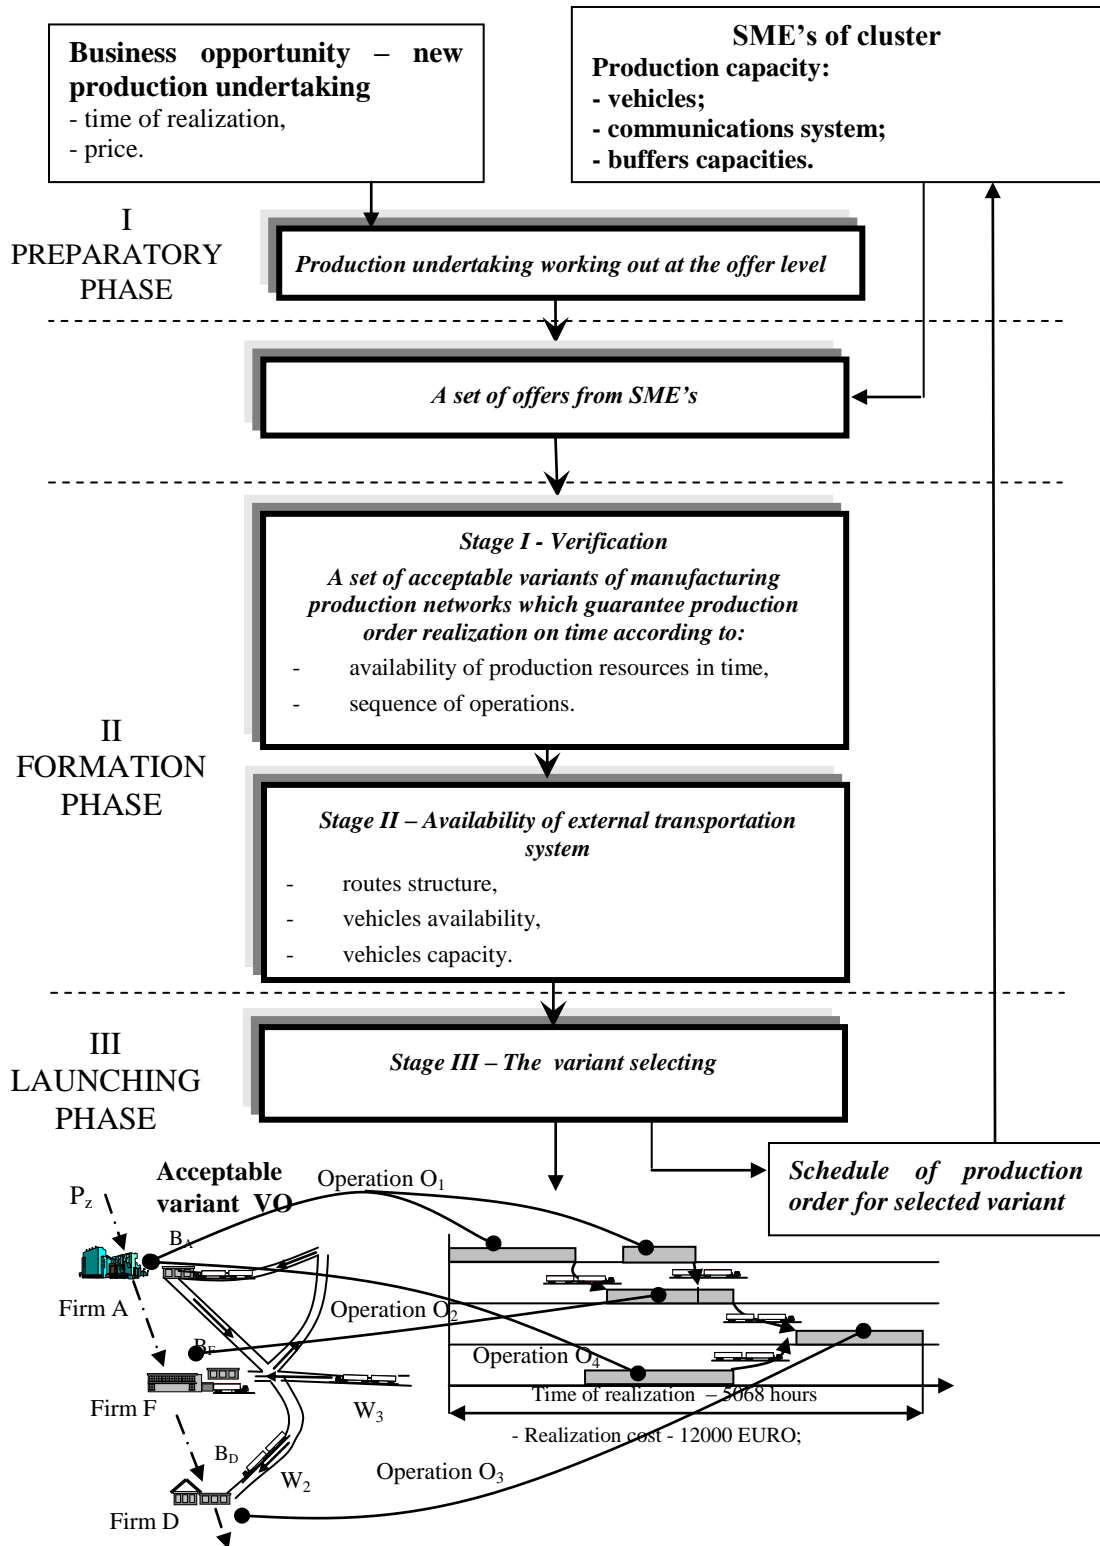 Business opportunity – new
production undertaking
- time of realization,
- price.
SME's of cluster
Production capacity:
- vehicles;
- communications system;
- buffers capacities.
I
PREPARATORY
PHASE
Production undertaking working out at the offer level
A set of offers from SME's
Stage I - Verification
A set of acceptable variants of manufacturing
production networks which guarantee production
order realization on time according to:
- availability of production resources in time,
- sequence of operations.
II
FORMATION
PHASE
Stage II – Availability of external transportation
system
- routes structure,
- vehicles availability,
- vehicles capacity.
III
LAUNCHING
PHASE
Stage III – The variant selecting
Schedule of production
order for selected variant
Acceptable
variant VO
Operation O1
Pz
BA
Firm A
Operation O2
BF
Operation O4
Time of realization – 5068 hours
Firm F
W3
- Realization cost - 12000 EURO;
BD
W2
Operation O3
Firm D